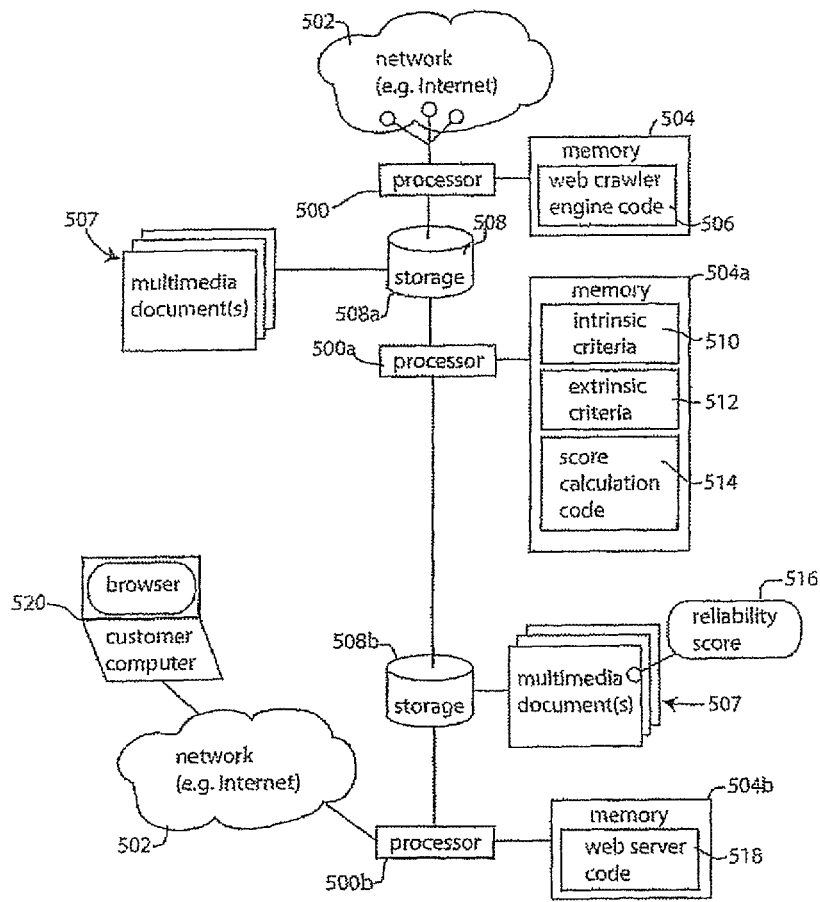 502
network
(e.g. Internet)
504
memory
web crawler
engine code
506
processor
500
507
multimedia
document(s)
508
storage
508a
504a
memory
intrinsic
criteria
510
500a
processor
extrinsic
criteria
512
score
calculation
code
514
browser
520
customer
computer
516
reliability
score
508b
storage
multimedia
document(s)
507
network
(e.g. Internet)
502
504b
memory
web server
code
518
processor
500b